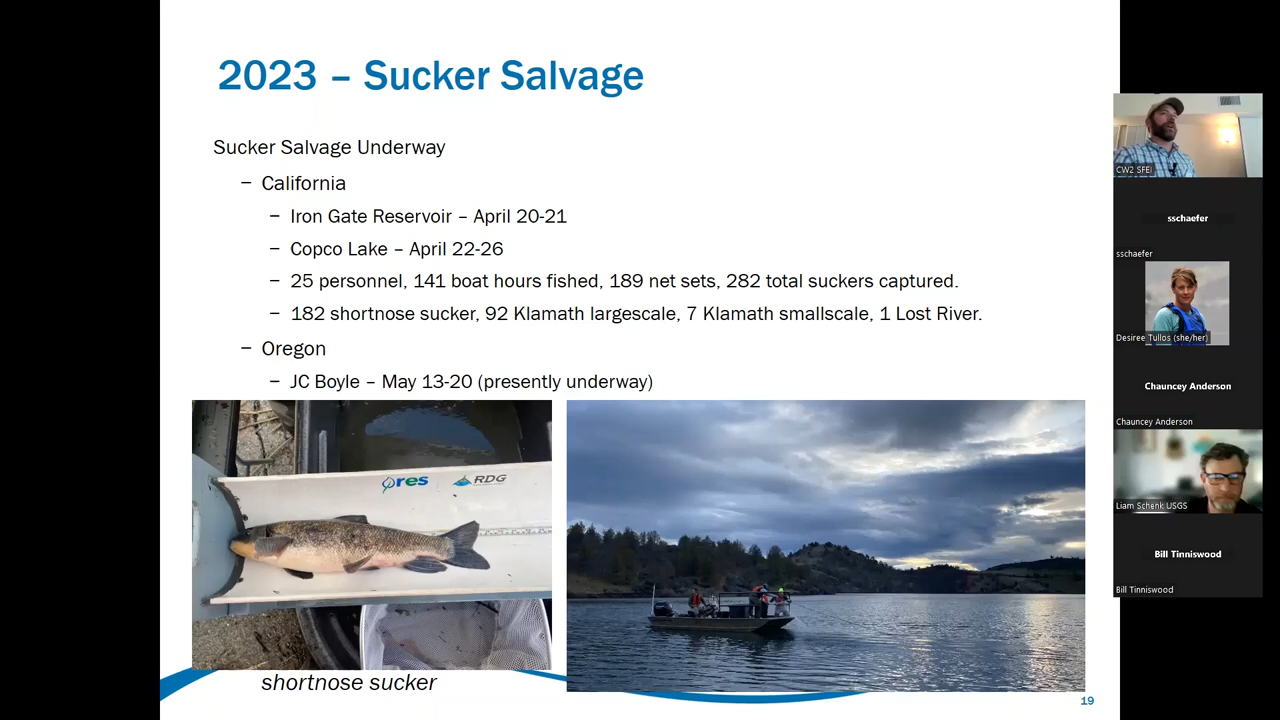 2023 – Sucker Salvage
Sucker Salvage Underway
– California
– Iron Gate Reservoir – April 20-21
– Copco Lake – April 22-26
– 25 personnel, 141 boat hours fished, 189 net sets, 282 total suckers captured.
– 182 shortnose sucker, 92 Klamath largescale, 7 Klamath smallscale, 1 Lost River.
– Oregon
– JC Boyle – May 13-20 (presently underway)
res
RDG
shortnose sucker
19
CW2 SFEI
sschaefer
sschaefer
Desiree Tullos (she/her)
Chauncey Anderson
Chauncey Anderson
Liam Schenk USGS
Bill Tinniswood
Bill Tinniswood